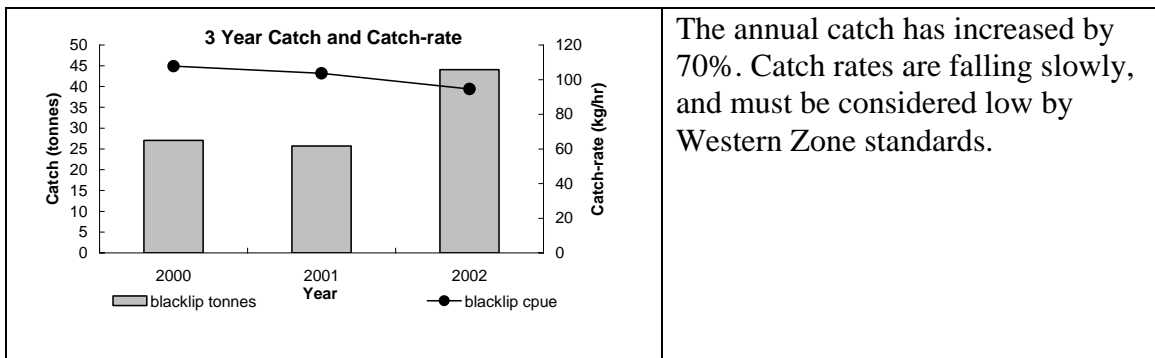 3 Year Catch and Catch-rate
50
45
40
35
30
25
20
15
10
5
0
Catch (tonnes)
120
100
80
60
40
20
0
Catch-rate (kg/hr)
2000 2001 2002
Year
blacklip tonnes blacklip cpue
The annual catch has increased by
70%. Catch rates are falling slowly,
and must be considered low by
Western Zone standards.